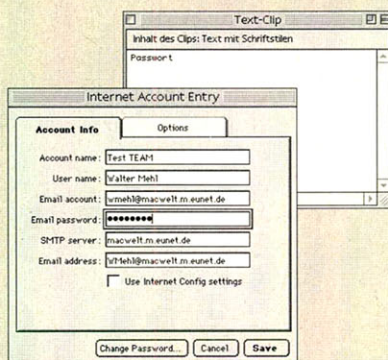 Text-Clip
Inhalt des Clips: Text mit Schriftstilen
Passwort
Internet Account Entry
Account Info
Options
Account name: Test TEAM
User name: Walter Mehl
Email account: wmehl@macwelt.m.eunet.de
Email password: ••••••••
SMTP server: macwelt.m.eunet.de
Email address: WMehl@macwelt.m.eunet.de
Use Internet Config settings
Change Password... Cancel Save